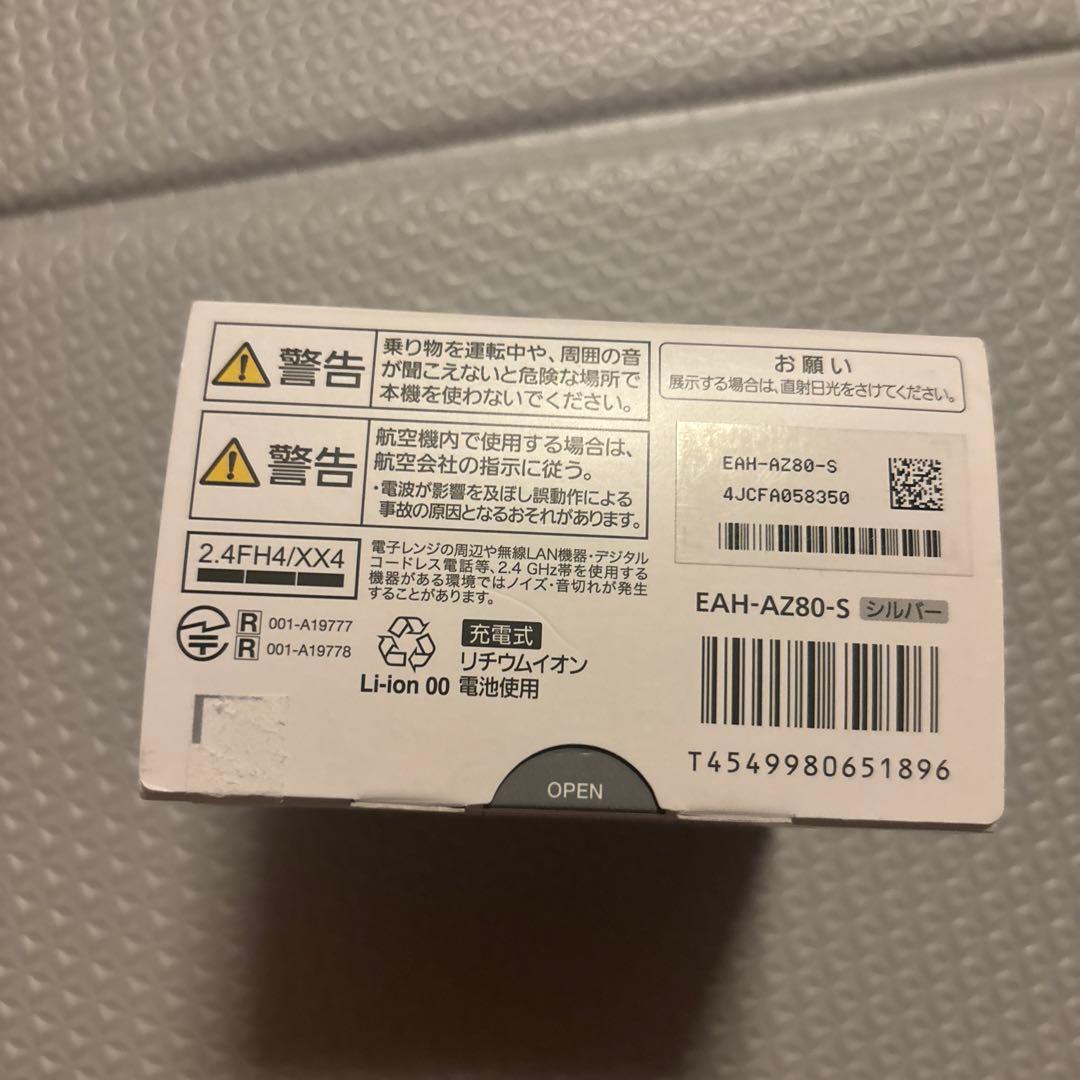 警告
乗り物を運転中や、周囲の音
が聞こえないと危険な場所で
本機を使わないでください。
警告
航空機内で使用する場合は、
航空会社の指示に従う。
・電波が影響を及ぼし誤動作による
事故の原因となるおそれがあります。
2.4FH4/XX4
電子レンジの周辺や無線LAN機器・デジタル
コードレス電話等、2.4 GHz帯を使用する
機器がある環境ではノイズ・音切れが発生
することがあります。
R 001-A19777
R 001-A19778
Li-ion 00
充電式
リチウムイオン
電池使用
お願い
展示する場合は、直射日光をさけてください。
EAH-AZ80-S
4JCFA058350
EAH-AZ80-S シルバー
T4549980651896
OPEN